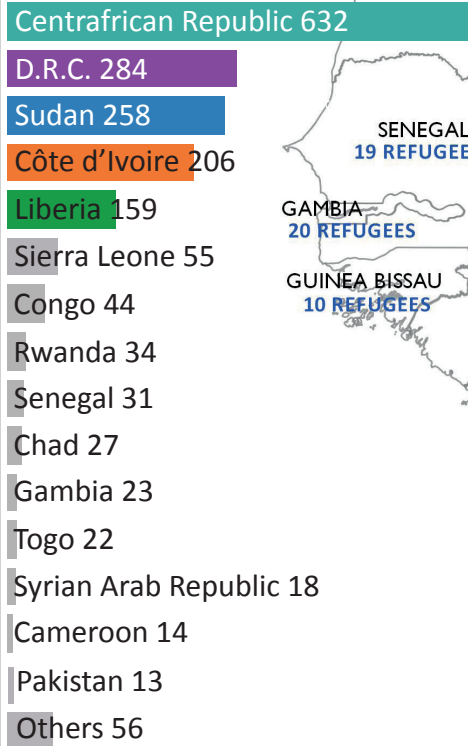 Centrafrican Republic 632
D.R.C. 284
Sudan 258
Côte d'Ivoire 206
Liberia 159
Sierra Leone 55
Congo 44
Rwanda 34
Senegal 31
Chad 27
Gambia 23
Togo 22
Syrian Arab Republic 18
Cameroon 14
Pakistan 13
Others 56
SENEGAL
19 REFUGEE
GAMBIA
20 REFUGEES
GUINEA BISSAU
10 REFUGEES